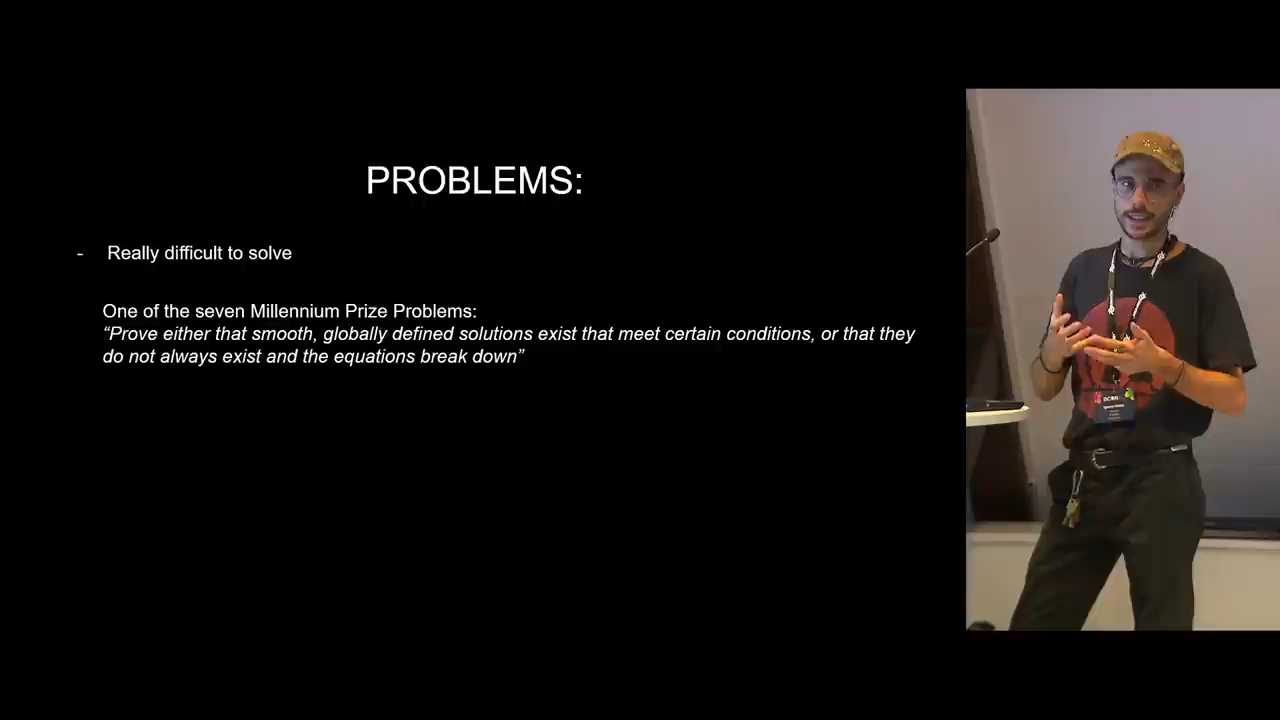 PROBLEMS:
- Really difficult to solve
One of the seven Millennium Prize Problems:
“Prove either that smooth, globally defined solutions exist that meet certain conditions, or that they
do not always exist and the equations break down”